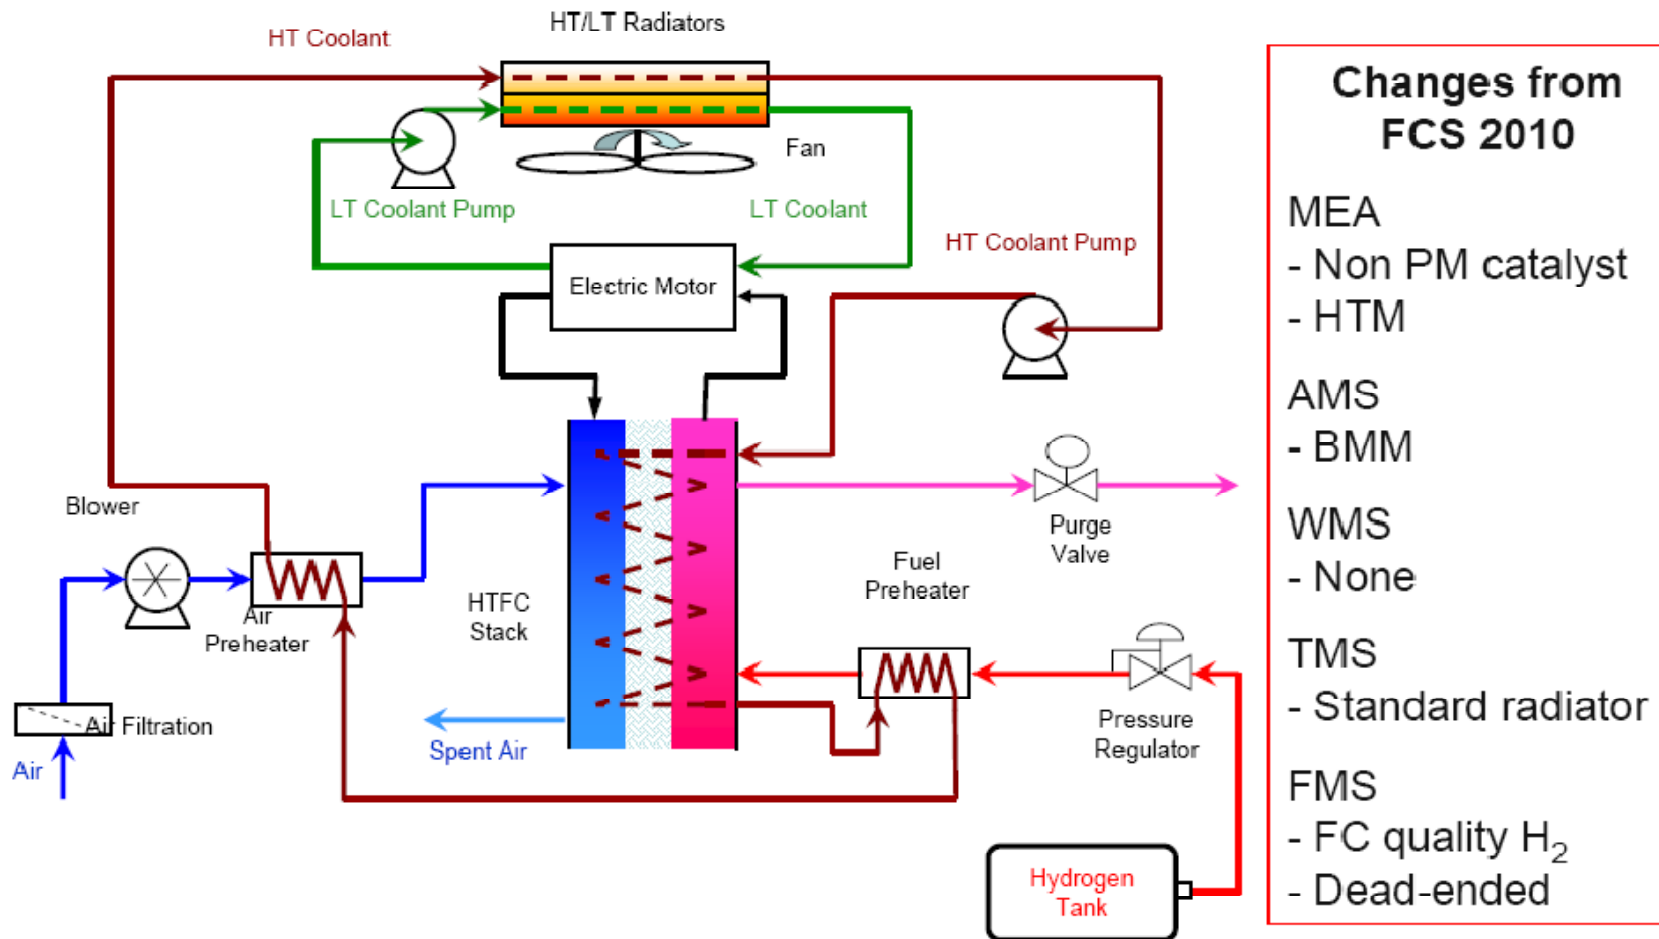 HT/LT Radiators
HT Coolant
Fan
LT Coolant Pump
LT Coolant
HT Coolant Pump
Electric Motor
Blower
Air
Preheater
HTFC
Stack
Fuel
Preheater
Purge
Valve
Air Filtration
Air
Spent Air
Pressure
Regulator
Hydrogen
Tank
Changes from
FCS 2010
MEA
- Non PM catalyst
- HTM
AMS
- BMM
WMS
- None
TMS
- Standard radiator
FMS
- FC quality H₂
- Dead-ended